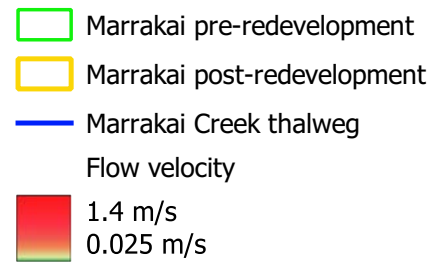 Marrakai pre-redevelopment
Marrakai post-redevelopment
Marrakai Creek thalweg
Flow velocity
1.4 m/s
0.025 m/s